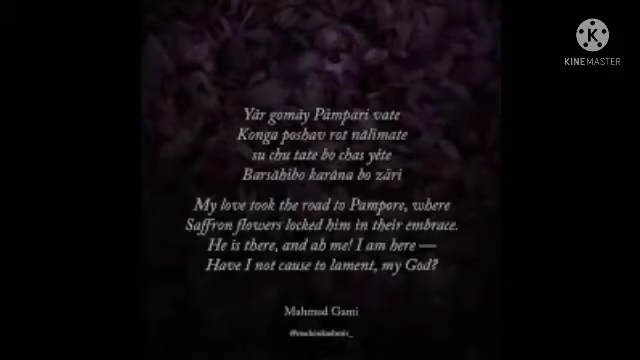 KINEMASTER
Yār gomāy Pāmpari vate
Konga poshav rot nālimate
su chu tate bo chas yēte
Barsāhibo karāna bo zāri
My love took the road to Pampore, where
Saffron flowers locked him in their embrace.
He is there, and ah me! I am here —
Have I not cause to lament, my God?
Mahmud Gami